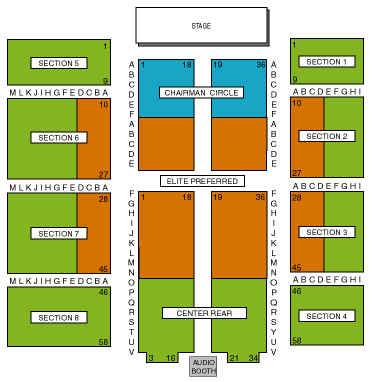 STAGE
1
SECTION 5
9
M L K J I H G F E D C B A
10
SECTION 6
27
M L K J I H G F E D C B A
28
SECTION 7
45
M L K J I H G F E D C B A
46
SECTION 8
58
1 18 19 36
A A
B B
C C
D D
E E
F F
CHAIRMAN CIRCLE
A A
B B
C C
D D
E E
ELITE PREFERRED
1 18 19 36
F F
G G
H H
I I
J J
K K
L L
M M
N N
O O
P P
Q Q
R R
S S
T T
U U
V V
CENTER REAR
3 16 21 34
AUDIO
BOOTH
1
SECTION 1
9
A B C D E F G H I
10
SECTION 2
27
A B C D E F G H I
28
SECTION 3
45
A B C D E F G H I
46
SECTION 4
58